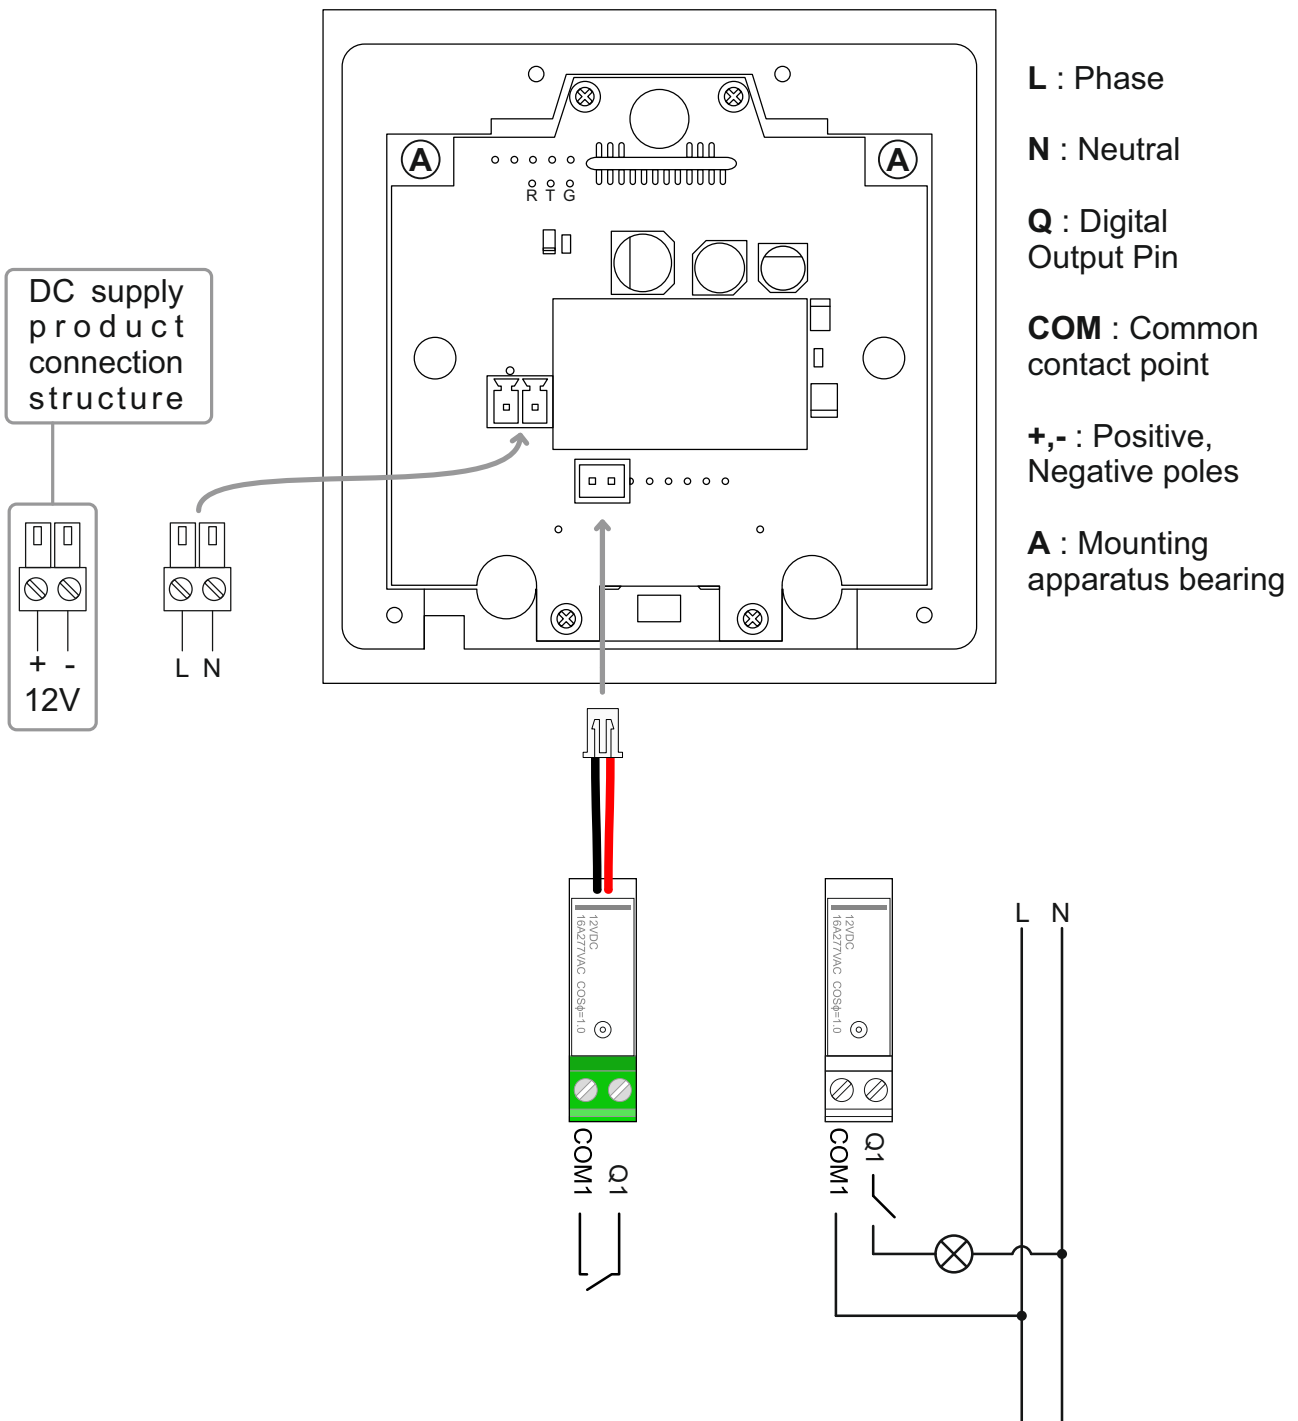 L : Phase
N : Neutral
Q : Digital
Output Pin
COM : Common
contact point
+,- : Positive,
Negative poles
A : Mounting
apparatus bearing
A
A
R T G
DC supply
product
connection
structure
+ -
12V
L N
12VDC
16A277VAC COSϕ=1.0
COM1
Q1
12VDC
16A277VAC COSϕ=1.0
COM1
Q1
L N